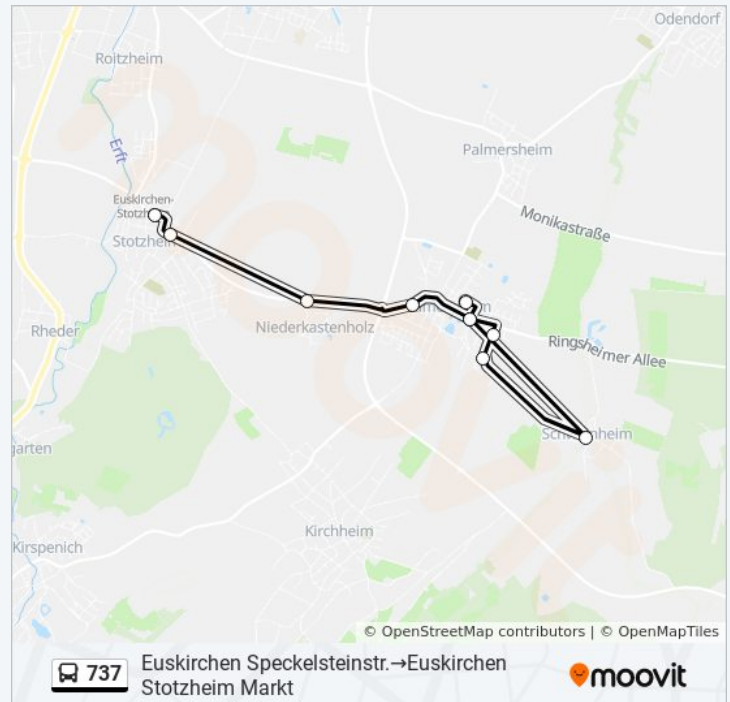 Odendorf
Roitzheim
Erft
Palmersheim
Euskirchen-
Monikastraße
Stotzheim
Rheder
Niederkastenholz
Ringsheimer Allee
garten
Kirchheim
Kirspenich
© OpenStreetMap contributors | © OpenMapTiles
737
Euskirchen Speckelsteinstr.→Euskirchen
Stotzheim Markt
moovit